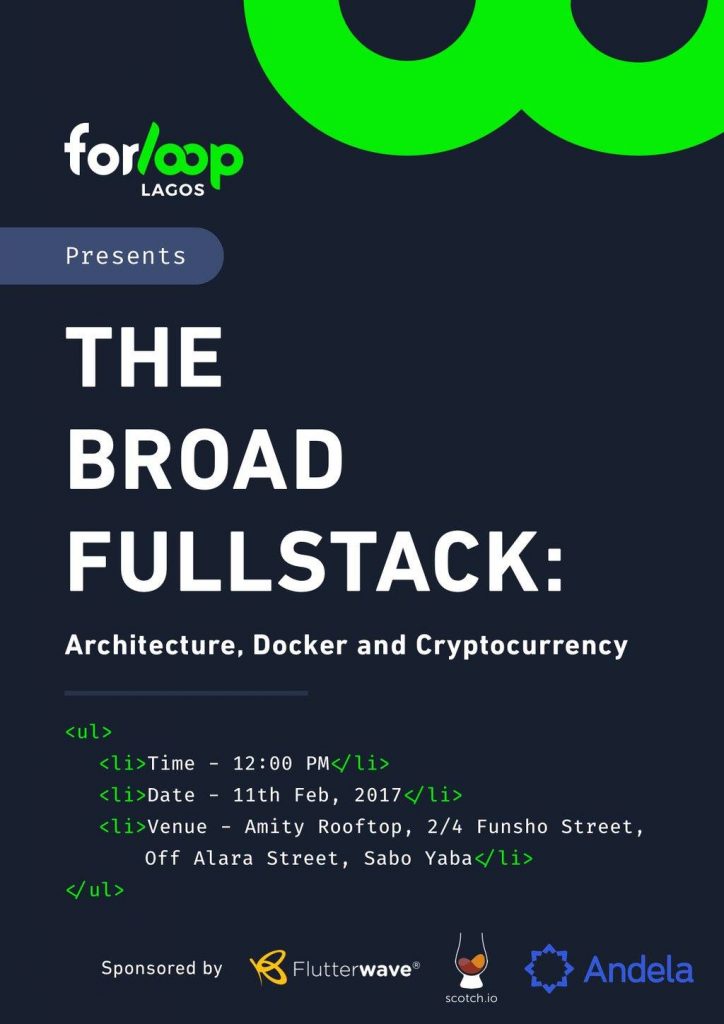 forloop
LAGOS
Presents
THE
BROAD
FULLSTACK:
Architecture, Docker and Cryptocurrency
<ul>
<li>Time - 12:00 PM</li>
<li>Date - 11th Feb, 2017</li>
<li>Venue - Amity Rooftop, 2/4 Funsho Street,
Off Alara Street, Sabo Yaba</li>
</ul>
Sponsored by Flutterwave® scotch.io Andela